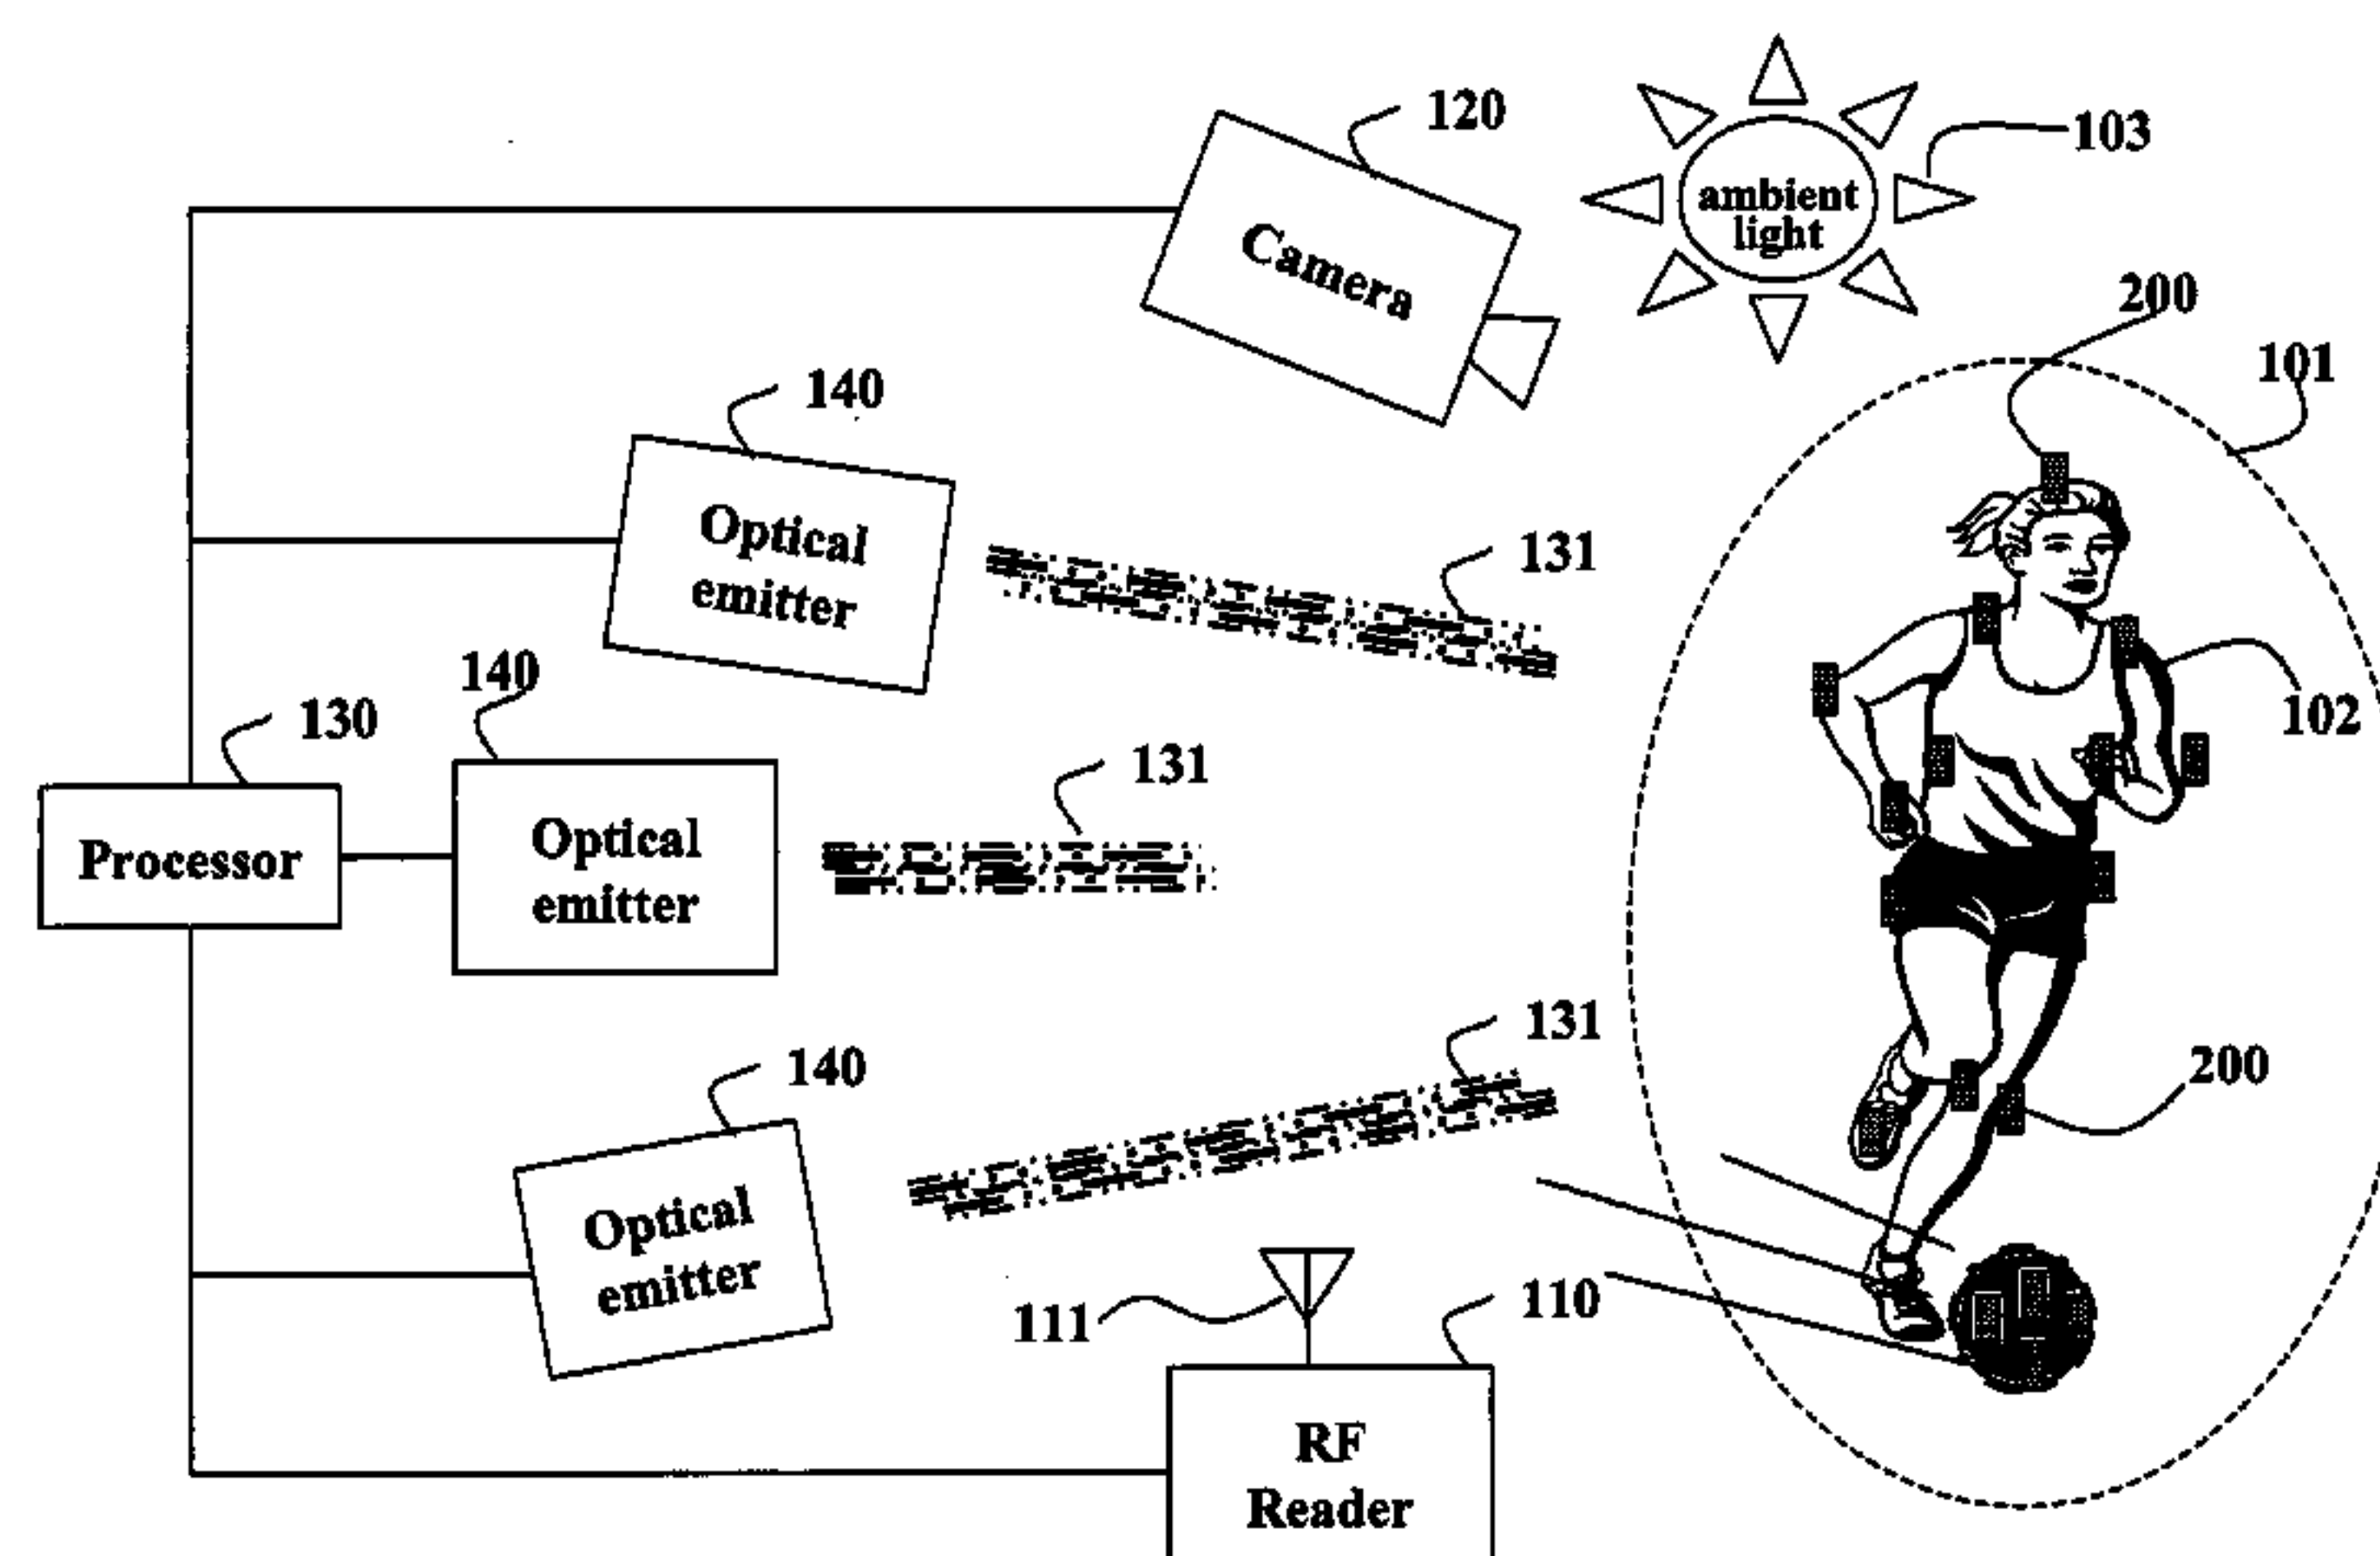 120
103
ambient
light
Camera
200
101
140
Optical
emitter
131
140
102
130
131
Processor
Optical
emitter
131
140
200
Optical
emitter
111
110
RF
Reader